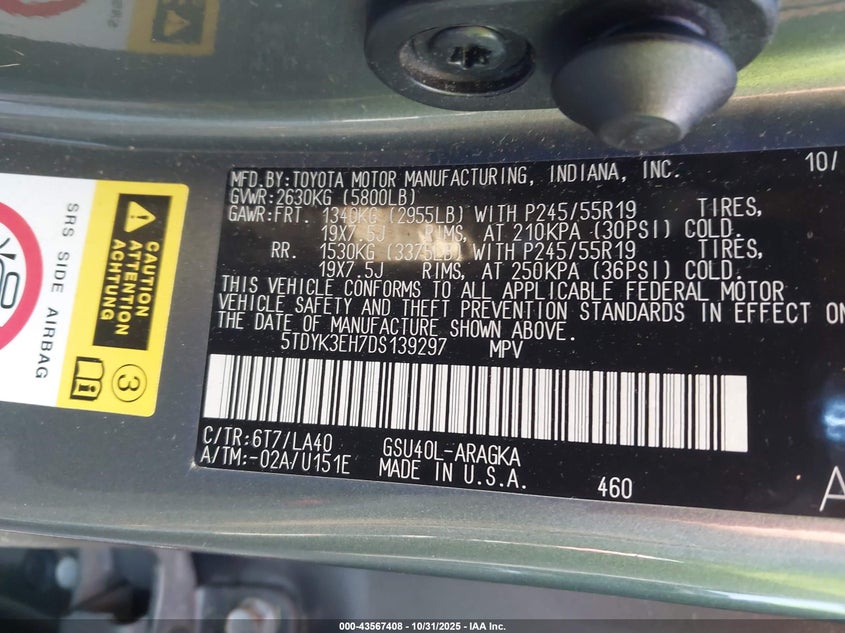 MFD.BY:TOYOTA MOTOR MANUFACTURING, INDIANA, INC. 10/
GVWR:2630KG (5800LB)
GAWR:FRT. 1340KG (2955LB) WITH P245/55R19 TIRES,
19X7.5J RIMS, AT 210KPA (30PSI) COLD.
RR. 1530KG (3375LB) WITH P245/55R19 TIRES,
19X7.5J RIMS, AT 250KPA (36PSI) COLD.
THIS VEHICLE CONFORMS TO ALL APPLICABLE FEDERAL MOTOR
VEHICLE SAFETY AND THEFT PREVENTION STANDARDS IN EFFECT ON
THE DATE OF MANUFACTURE SHOWN ABOVE.
5TDYK3EH7DS139297 MPV
C/TR:6T7/LA40 GSU40L-ARAGKA
A/TM:-02A/U151E MADE IN U.S.A. 460
A
SRS SIDE AIRBAG
CAUTION
ATTENTION
ACHTUNG
3
i
000-43567408 - 10/31/2025 - IAA Inc.